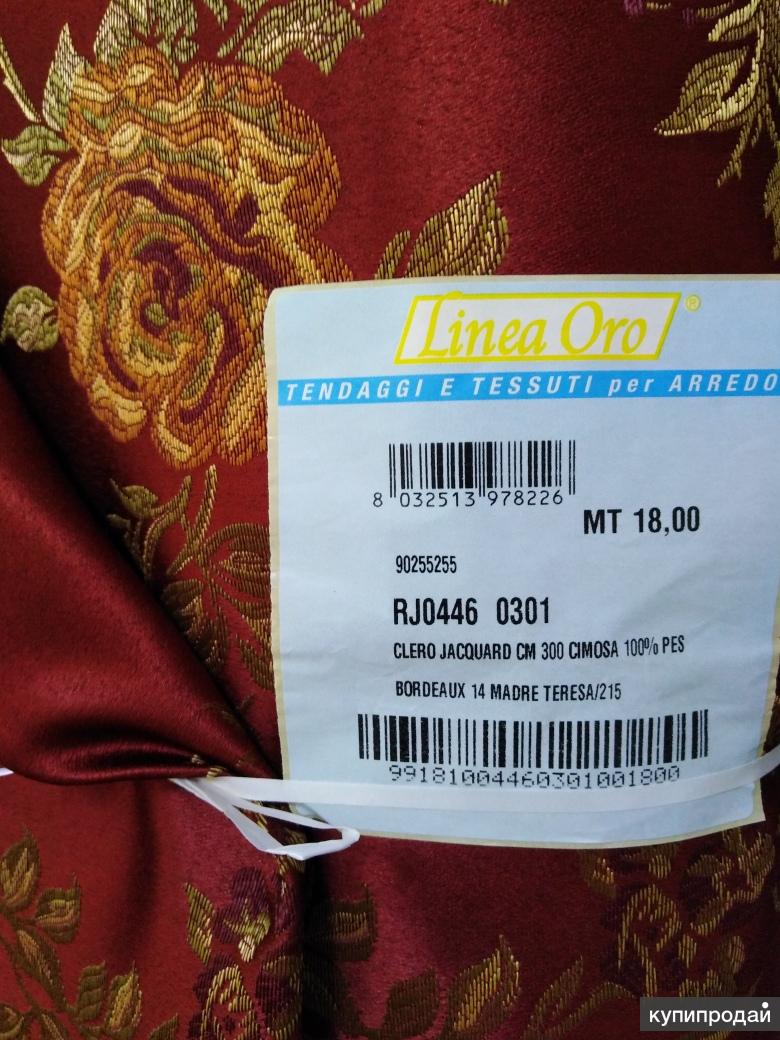 Linea Oro ®
TENDAGGI E TESSUTI per ARREDO
8 032513 978226
MT 18,00
90255255
RJ0446 0301
CLERO JACQUARD CM 300 CIMOSA 100% PES
BORDEAUX 14 MADRE TERESA/215
99181004460301001800
купипродай